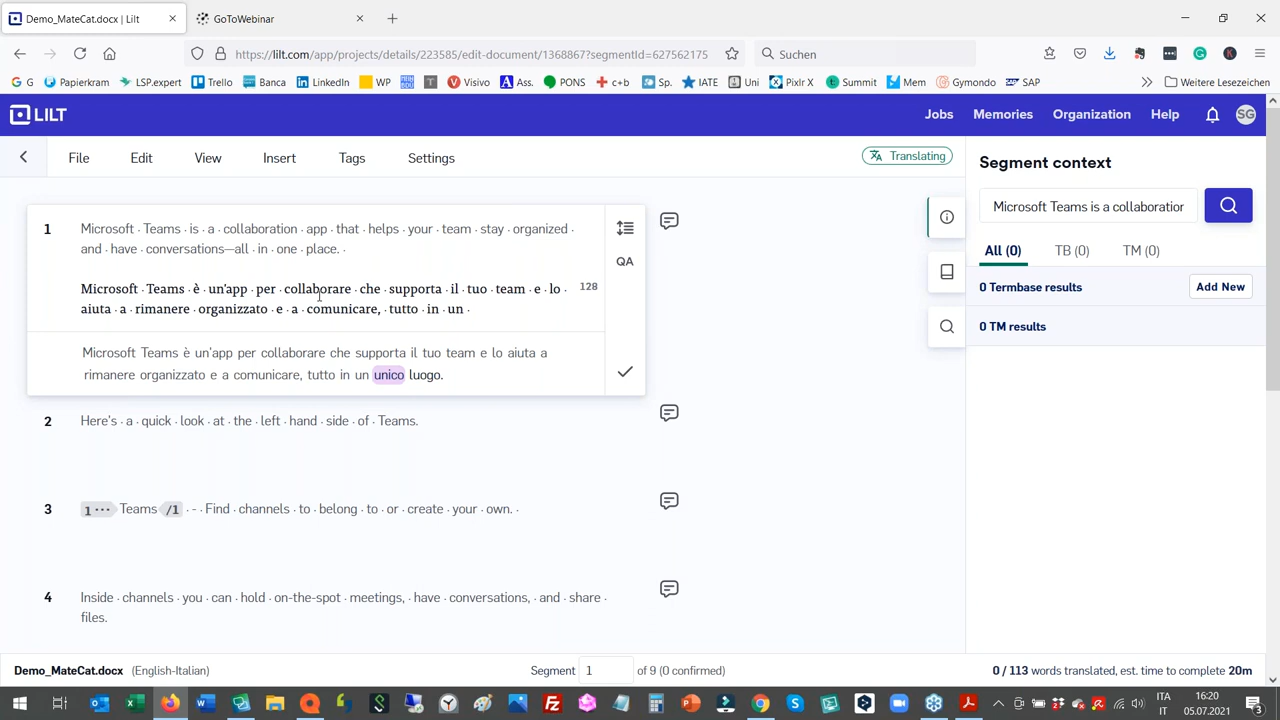 Demo_MateCat.docx | Lilt
GoToWebinar
https://lilt.com/app/projects/details/223585/edit-document/1368867?segmentId=627562175
Suchen
G
Papierkram
LSP.expert
Trello
Banca
LinkedIn
WP
Visivo
Ass.
PONS
c+b
Sp.
IATE
Uni
Pixlr X
Summit
Mem
Gymondo
SAP
Weitere Lesezeichen
LILT
Jobs
Memories
Organization
Help
SG
File
Edit
View
Insert
Tags
Settings
Translating
Segment context
1
Microsoft · Teams · is · a · collaboration · app · that · helps · your · team · stay · organized ·
and · have · conversations—all · in · one · place. ·
QA
Microsoft · Teams · è · un'app · per · collaborare · che · supporta · il · tuo · team · e · lo ·
aiuta · a · rimanere · organizzato · e · a · comunicare, · tutto · in · un ·
128
Microsoft Teams è un'app per collaborare che supporta il tuo team e lo aiuta a
rimanere organizzato e a comunicare, tutto in un unico luogo.
Microsoft Teams is a collaboration
All (0)
TB (0)
TM (0)
0 Termbase results
Add New
0 TM results
2
Here's · a · quick · look · at · the · left · hand · side · of · Teams.
3
1 ··· Teams /1 · - · Find · channels · to · belong · to · or · create · your · own. ·
4
Inside · channels · you · can · hold · on-the-spot · meetings, · have · conversations, · and · share ·
files.
Demo_MateCat.docx (English-Italian)
Segment 1 of 9 (0 confirmed)
0 / 113 words translated, est. time to complete 20m
ITA
IT
16:20
05.07.2021
3